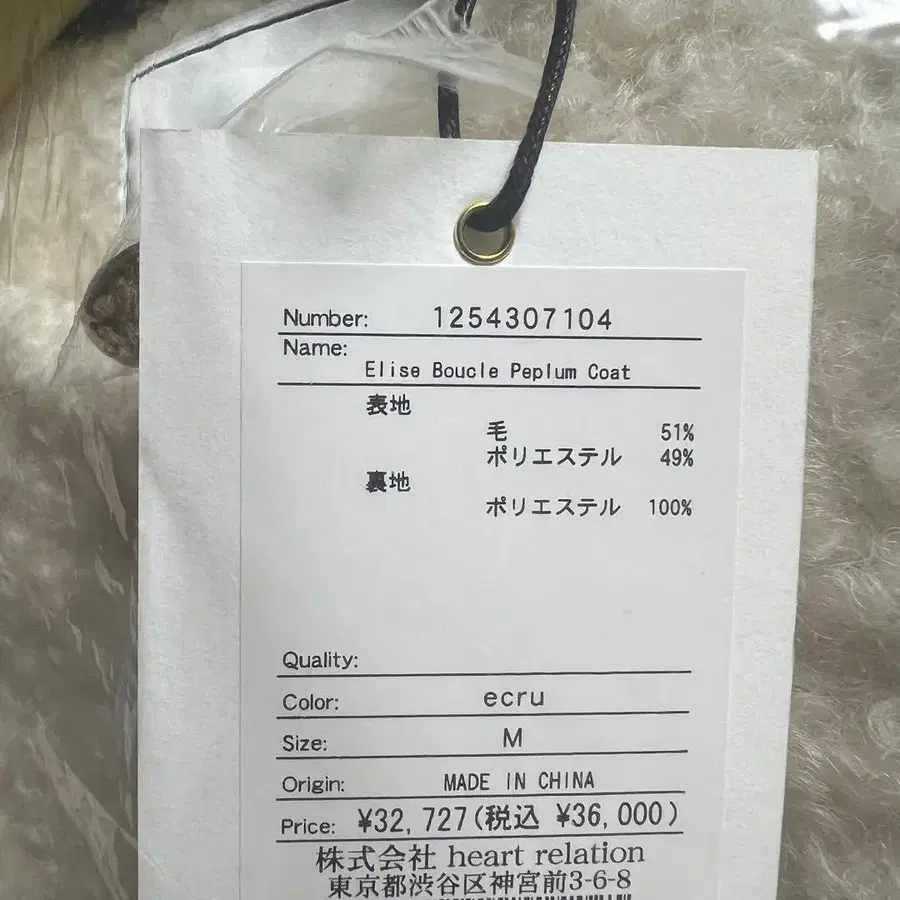 Number: 1254307104
Name:
Elise Boucle Peplum Coat
表地
毛 51%
ポリエステル 49%
裏地
ポリエステル 100%
Quality:
Color: ecru
Size: M
Origin: MADE IN CHINA
Price: ¥32,727(税込 ¥36,000)
株式会社 heart relation
東京都渋谷区神宮前3-6-8